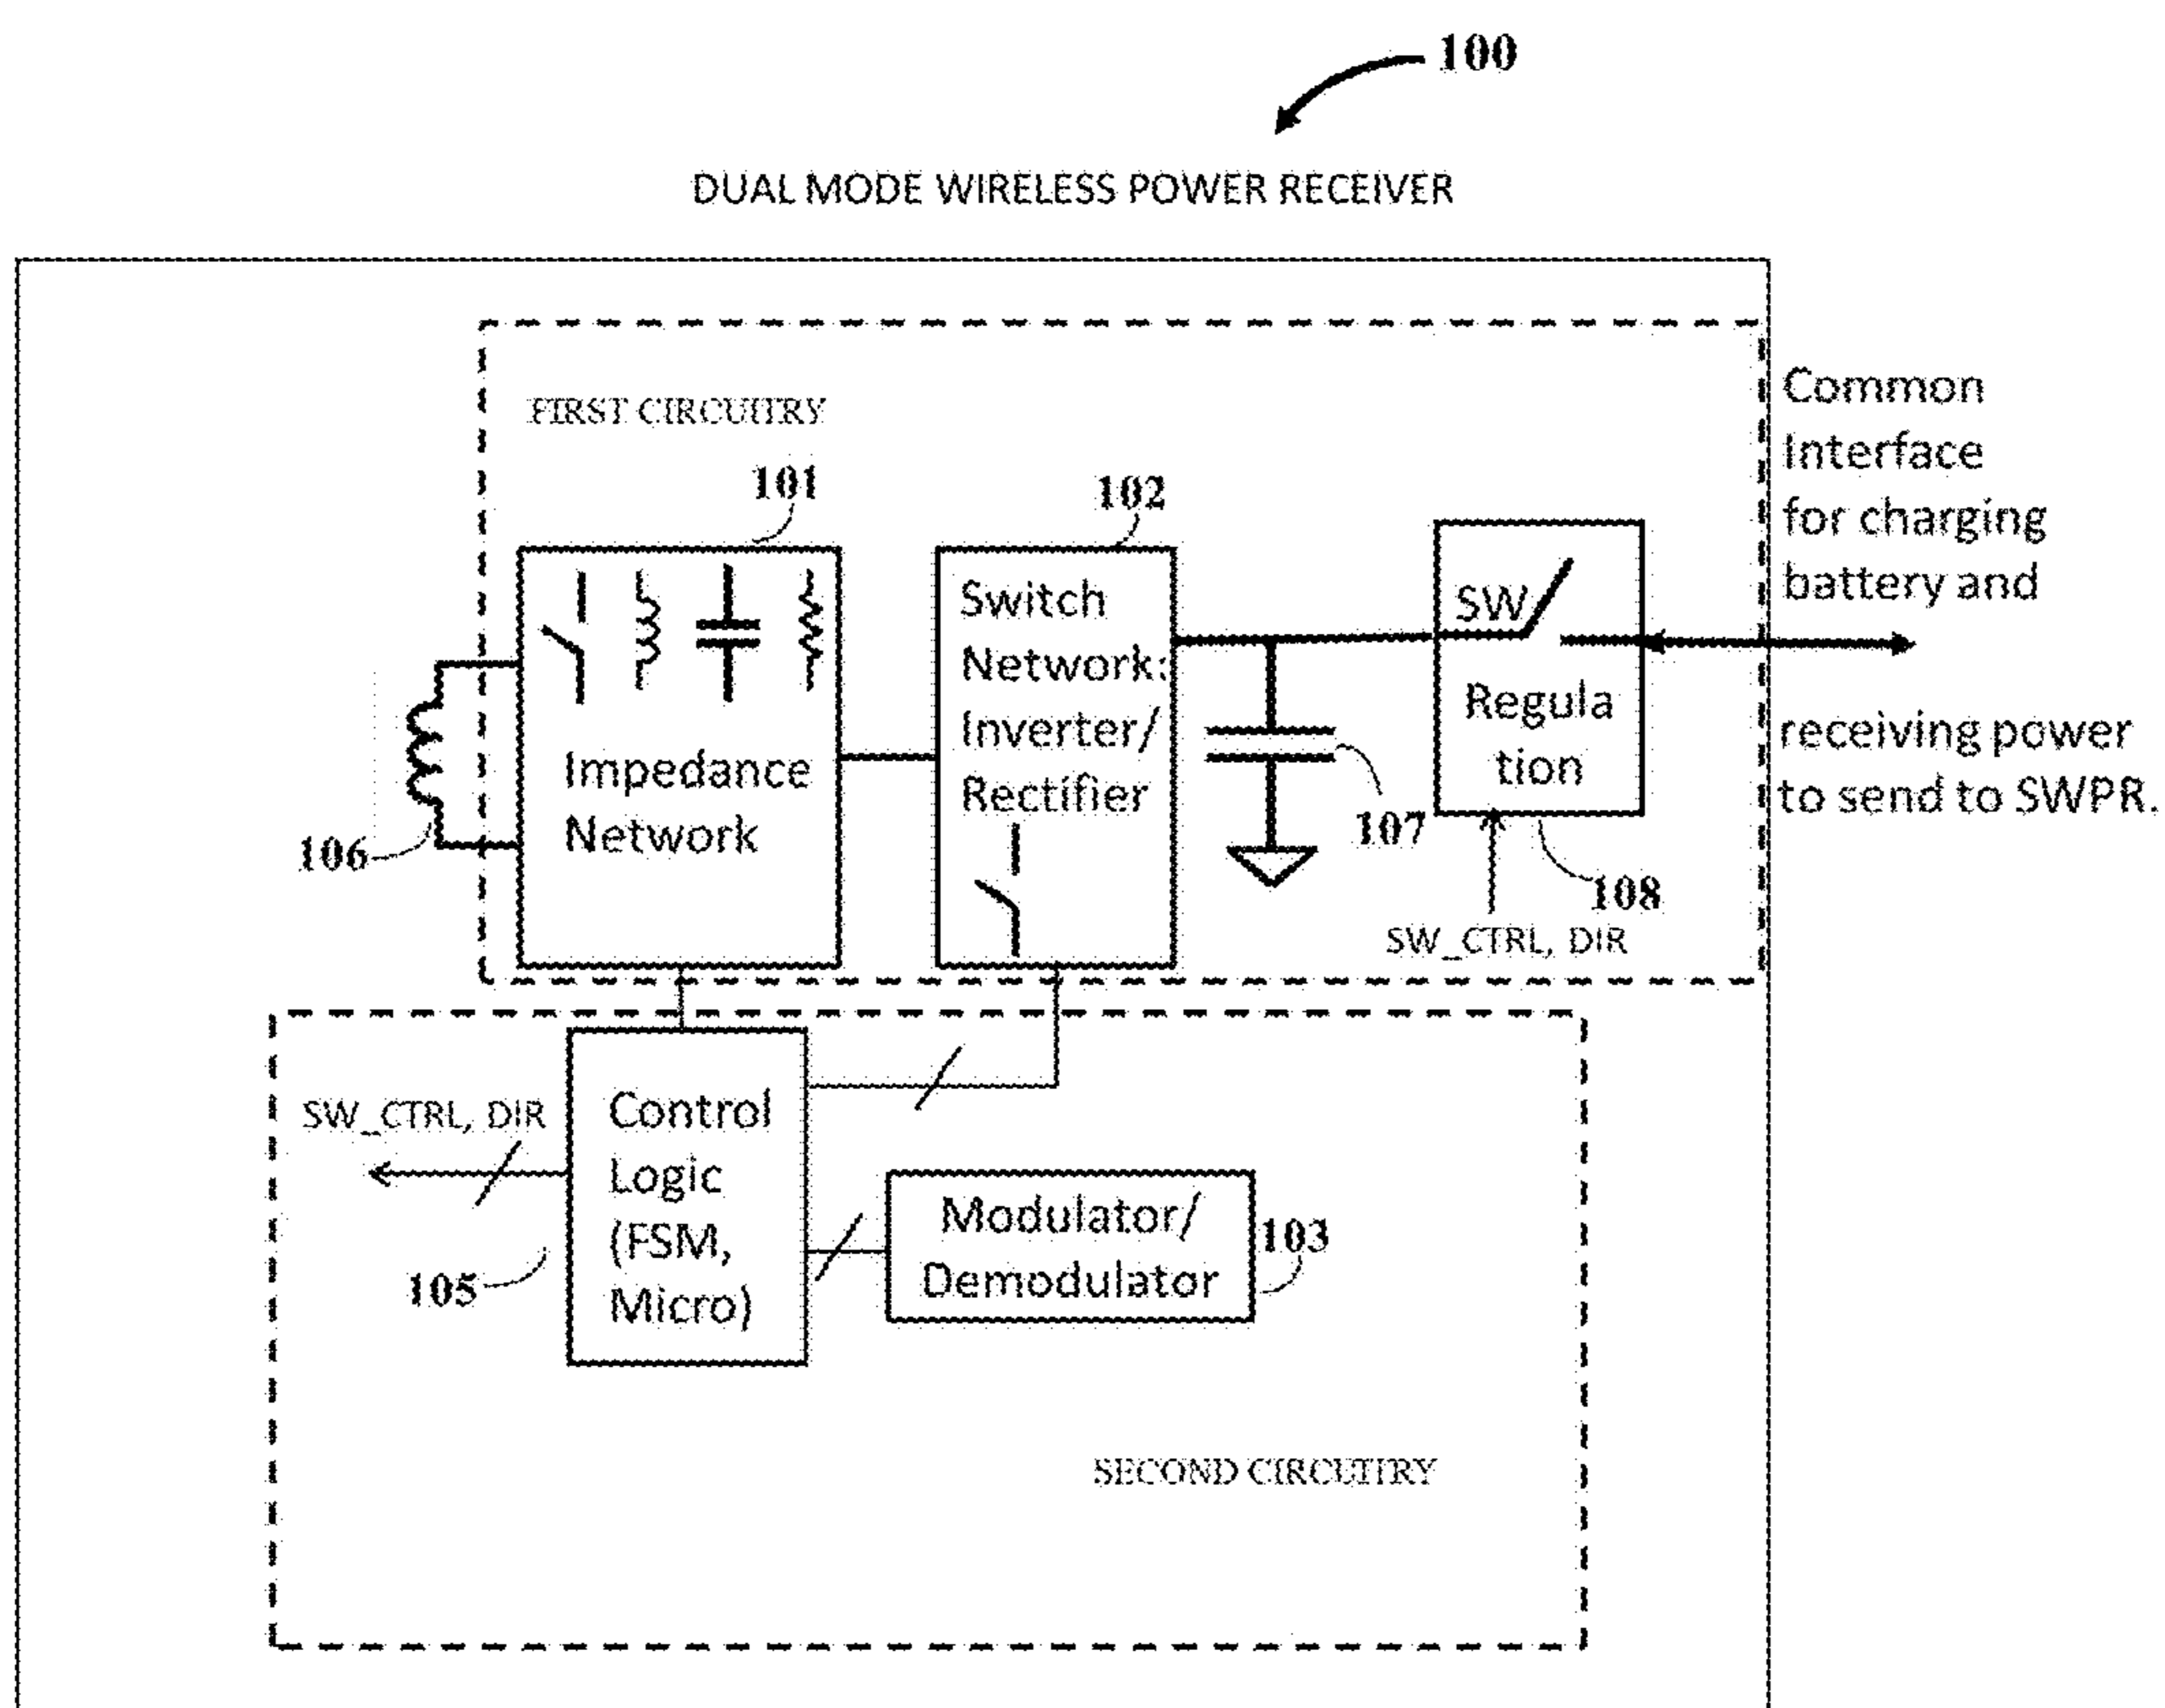 100
DUAL MODE WIRELESS POWER RECEIVER
FIRST CIRCUITRY
101
102
Common
Interface
for charging
battery and
receiving power
to send to SWPR.
Impedance
Network
Switch
Network:
Inverter/
Rectifier
SW
Regula
tion
106
107
108
SW_CTRL, DIR
SW_CTRL, DIR
Control
Logic
(FSM,
Micro)
105
Modulator/
Demodulator
103
SECOND CIRCUTIRY